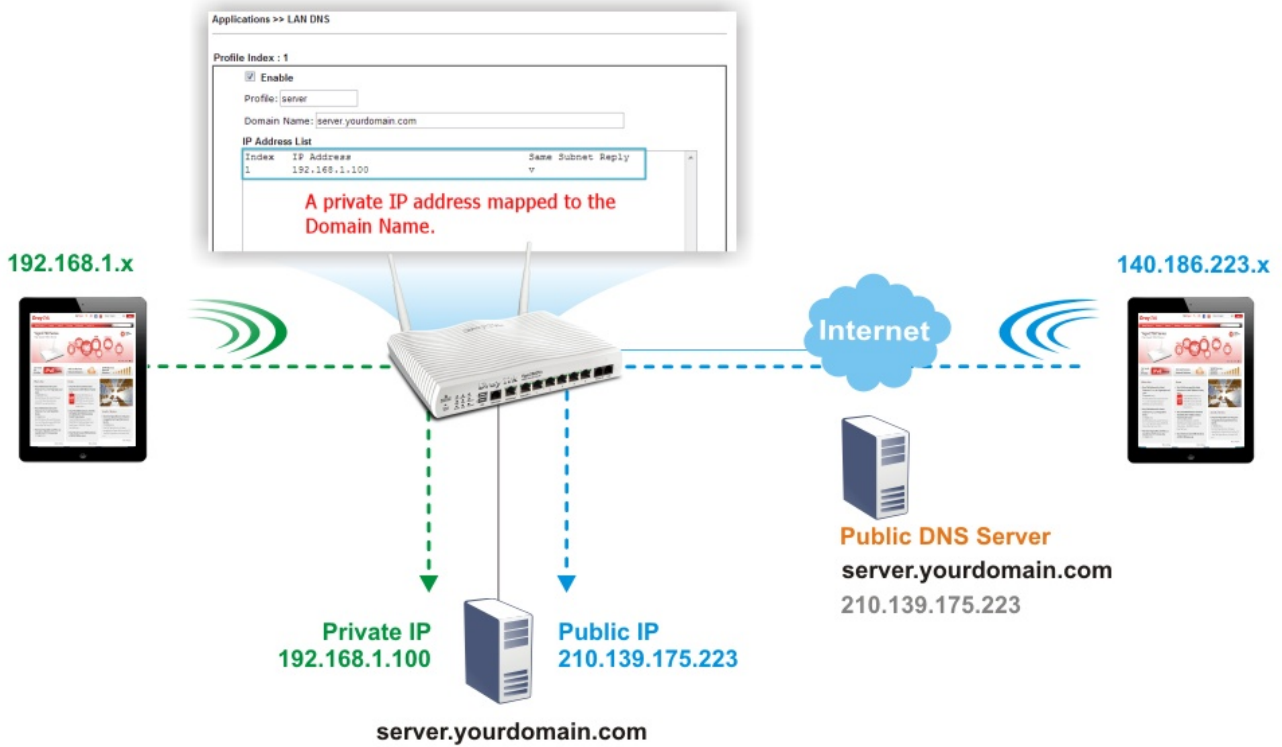 Applications >> LAN DNS
Profile Index : 1
Enable
Profile: server
Domain Name: server.yourdomain.com
IP Address List
Index IP Address Same Subnet Reply
1 192.168.1.100 ▽
A private IP address mapped to the
Domain Name.
192.168.1.x
140.186.223.x
Internet
Public DNS Server
server.yourdomain.com
210.139.175.223
Private IP
192.168.1.100
Public IP
210.139.175.223
server.yourdomain.com